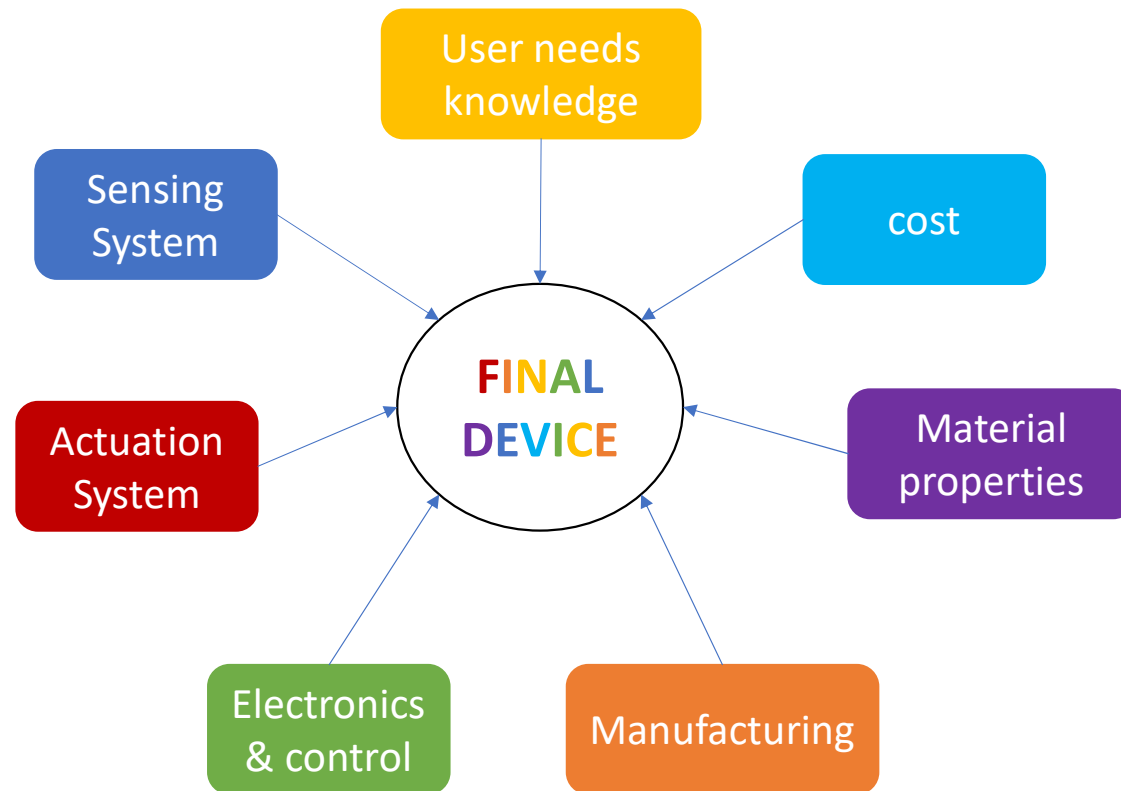 User needs
knowledge
Sensing
System
cost
FINAL
DEVICE
Actuation
System
Material
properties
Electronics
& control
Manufacturing